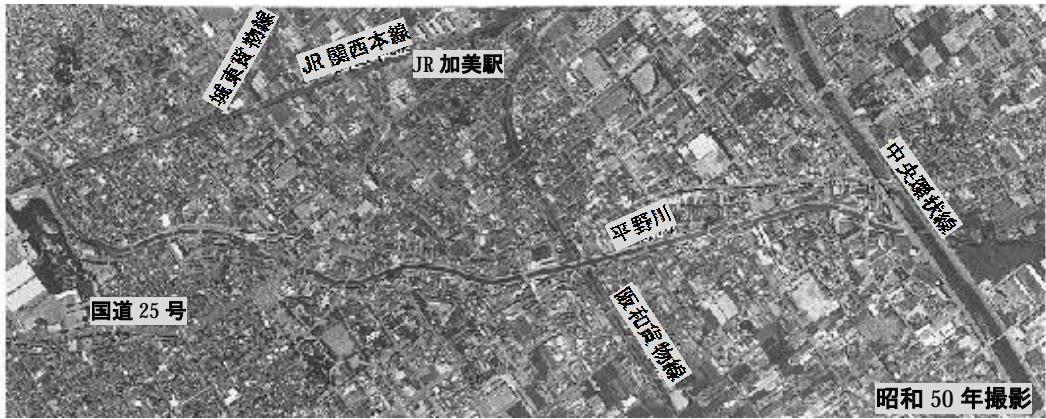 城東貨物線
JR関西本線
JR加美駅
中央環状線
平野川
国道25号
阪和貨物線
昭和50年撮影